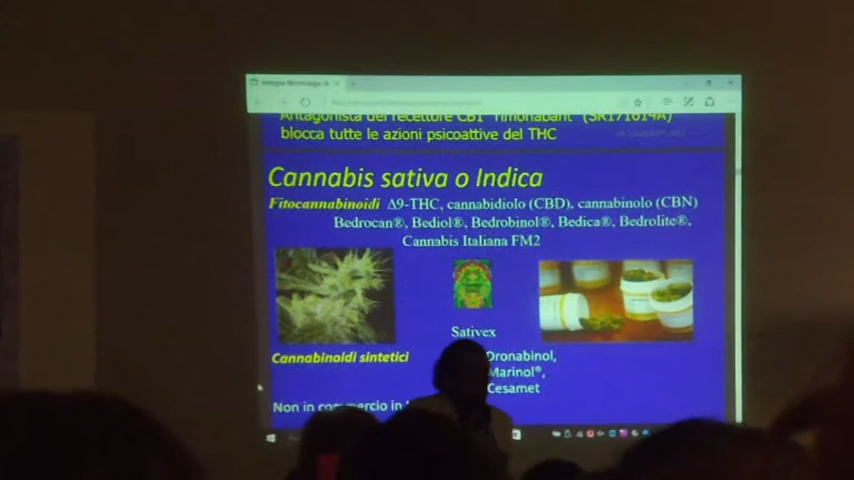 Antagonista del recettore CB1 "rimonabant" (SR171614A)
blocca tutte le azioni psicoattive del THC
Cannabis sativa o Indica
Fitocannabinoidi Δ9-THC, cannabidiolo (CBD), cannabinolo (CBN)
Bedrocan®, Bediol®, Bedrobinol®, Bedica®, Bedrolite®,
Cannabis Italiana FM2
Sativex
Cannabinoidi sintetici
Dronabinol,
Marinol®,
Cesamet
Non in commercio in